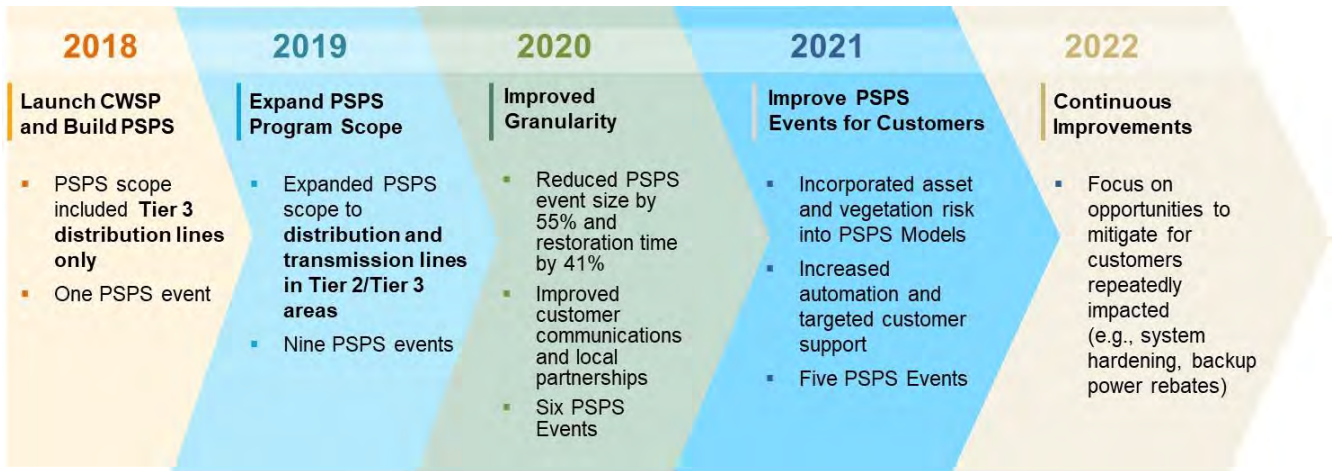 2018
Launch CWSP
and Build PSPS
▪ PSPS scope
included Tier 3
distribution lines
only
▪ One PSPS event
2019
Expand PSPS
Program Scope
▪ Expanded PSPS
scope to
distribution and
transmission lines
in Tier 2/Tier 3
areas
▪ Nine PSPS events
2020
Improved
Granularity
▪ Reduced PSPS
event size by
55% and
restoration time
by 41%
▪ Improved
customer
communications
and local
partnerships
▪ Six PSPS
Events
2021
Improve PSPS
Events for Customers
▪ Incorporated asset
and vegetation risk
into PSPS Models
▪ Increased
automation and
targeted customer
support
▪ Five PSPS Events
2022
Continuous
Improvements
▪ Focus on
opportunities to
mitigate for
customers
repeatedly
impacted
(e.g., system
hardening, backup
power rebates)